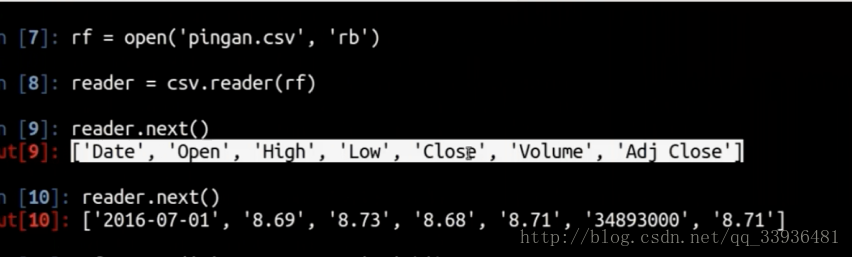 n [7]: rf = open('pingan.csv', 'rb')
n [8]: reader = csv.reader(rf)
n [9]: reader.next()
ut[9]: ['Date', 'Open', 'High', 'Low', 'Close', 'Volume', 'Adj Close']
n [10]: reader.next()
ut[10]: ['2016-07-01', '8.69', '8.73', '8.68', '8.71', '34893000', '8.71']
http://blog.csdn.net/qq_33936481